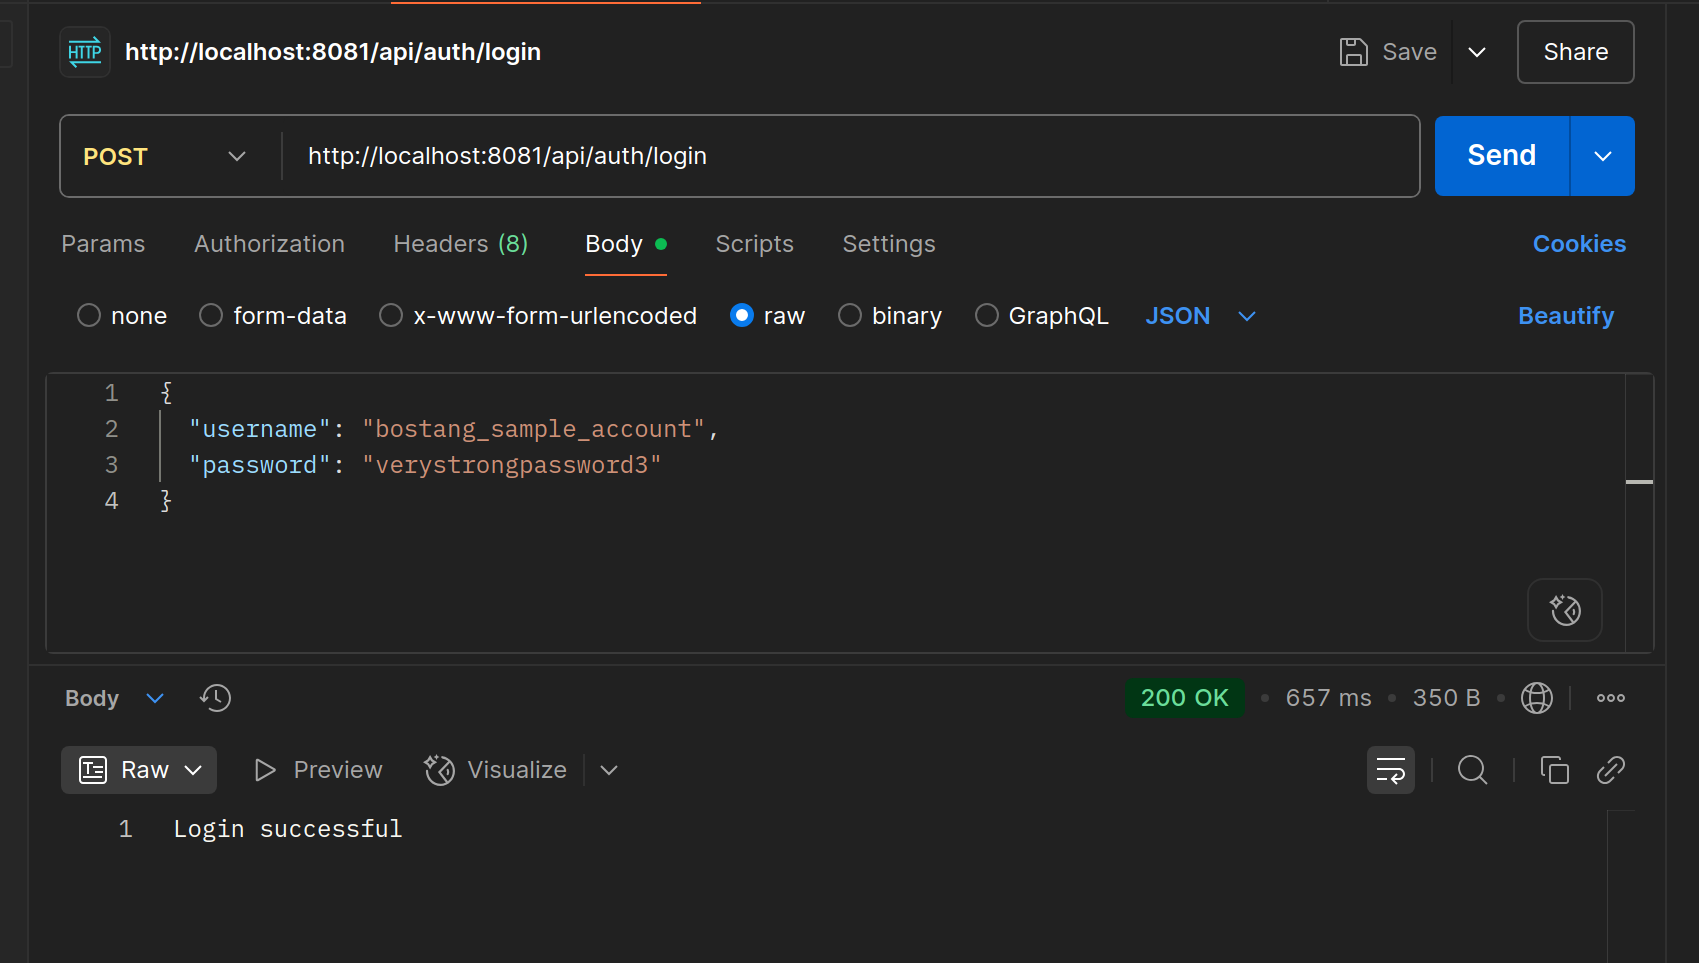 HTTP http://localhost:8081/api/auth/login Save Share
POST http://localhost:8081/api/auth/login Send
Params Authorization Headers (8) Body Scripts Settings Cookies
none form-data x-www-form-urlencoded raw binary GraphQL JSON Beautify
1 {
2 "username": "bostang_sample_account",
3 "password": "verystrongpassword3"
4 }
Body 200 OK • 657 ms • 350 B •
Raw Preview Visualize
1 Login successful